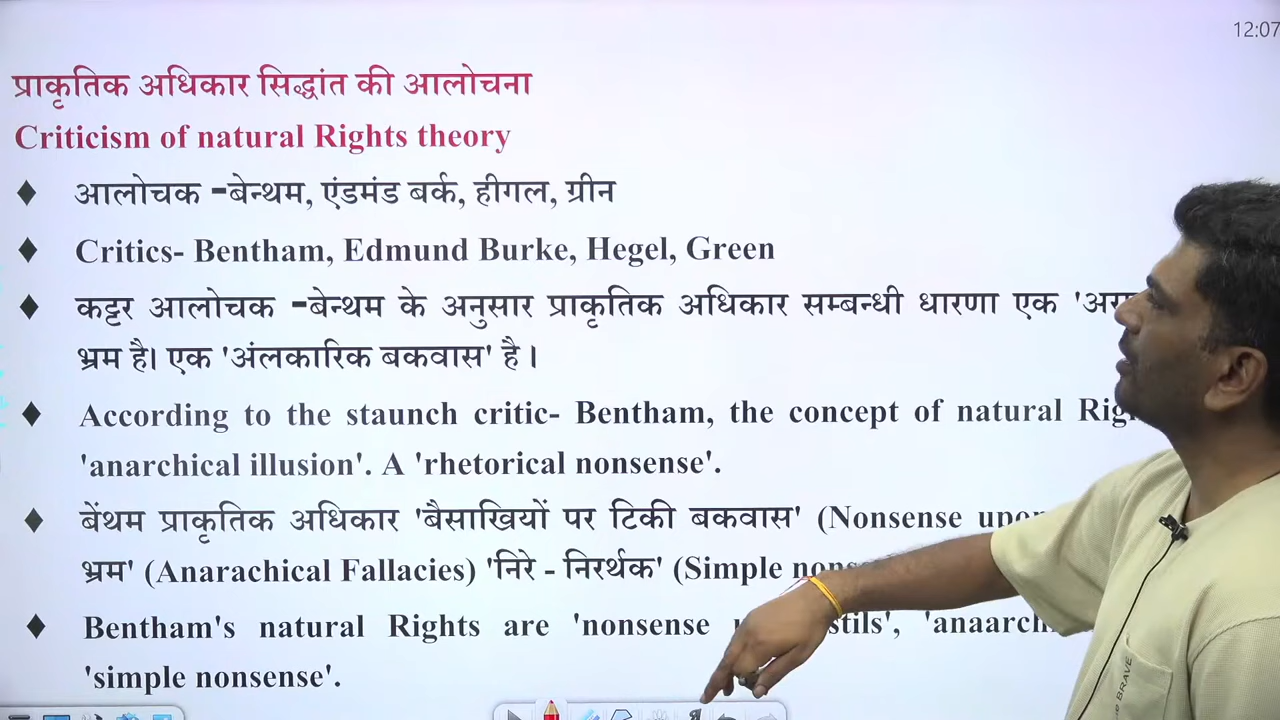 12:07
प्राकृतिक अधिकार सिद्धांत की आलोचना
Criticism of natural Rights theory
♦ आलोचक -बेन्थम, एंडमंड बर्क, हीगल, ग्रीन
♦ Critics- Bentham, Edmund Burke, Hegel, Green
♦ कट्टर आलोचक -बेन्थम के अनुसार प्राकृतिक अधिकार सम्बन्धी धारणा एक
भ्रम है। एक 'अंलकारिक बकवास' है ।
♦ According to the staunch critic- Bentham, the concept of natural
'anarchical illusion'. A 'rhetorical nonsense'.
♦ बेंथम प्राकृतिक अधिकार 'बैसाखियों पर टिकी बकवास' (Nonsense
भ्रम' (Anarachical Fallacies) 'निरे - निरर्थक' (Simple
♦ Bentham's natural Rights are 'nonsense
'simple nonsense'.
BRAVE